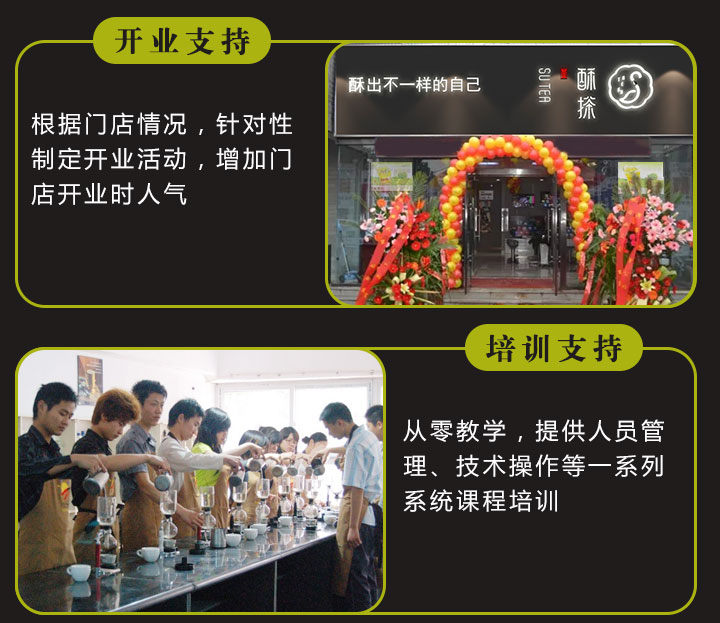 开业支持
根据门店情况，针对性
制定开业活动，增加门
店开业时人气
酥出不一样的自己
SU TEA
酥
搽
培训支持
从零教学，提供人员管
理、技术操作等一系列
系统课程培训